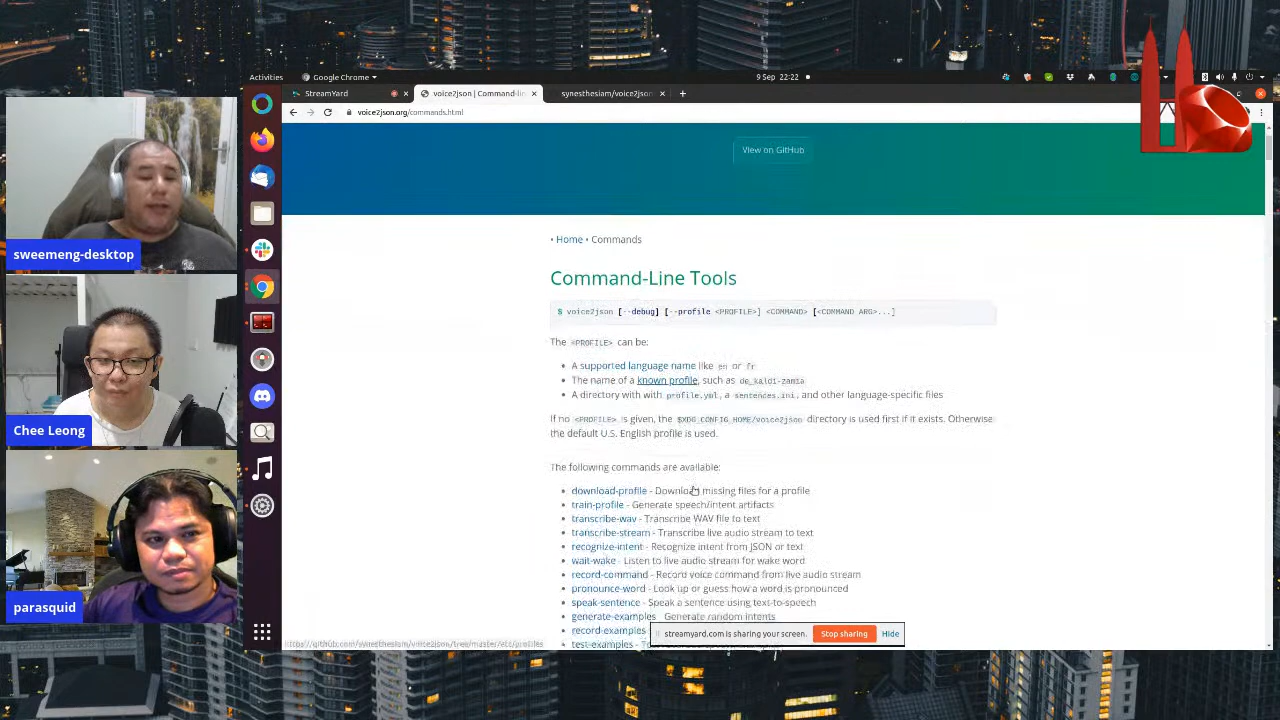 Activities
Google Chrome
9 Sep 22:22
StreamYard
voice2json | Command-lin
synesthesiam/voice2json
voice2json.org/commands.html
View on GitHub
• Home • Commands
Command-Line Tools
$ voice2json [--debug] [--profile <PROFILE>] <COMMAND> [<COMMAND ARG>...]
The <PROFILE> can be:
• A supported language name like en or fr
• The name of a known profile, such as de_kaldi-zamia
• A directory with with profile.yml, a sentences.ini, and other language-specific files
If no <PROFILE> is given, the $XDG_CONFIG_HOME/voice2json directory is used first if it exists. Otherwise
the default U.S. English profile is used.
The following commands are available:
• download-profile - Download missing files for a profile
• train-profile - Generate speech/intent artifacts
• transcribe-wav - Transcribe WAV file to text
• transcribe-stream - Transcribe live audio stream to text
• recognize-intent - Recognize intent from JSON or text
• wait-wake - Listen to live audio stream for wake word
• record-command - Record voice command from live audio stream
• pronounce-word - Look up or guess how a word is pronounced
• speak-sentence - Speak a sentence using text-to-speech
• generate-examples - Generate random intents
• record-examples
• test-examples
streamyard.com is sharing your screen.
Stop sharing
Hide
https://github.com/synesthesiam/voice2json/tree/master/etc/profiles
sweemeng-desktop
Chee Leong
parasquid